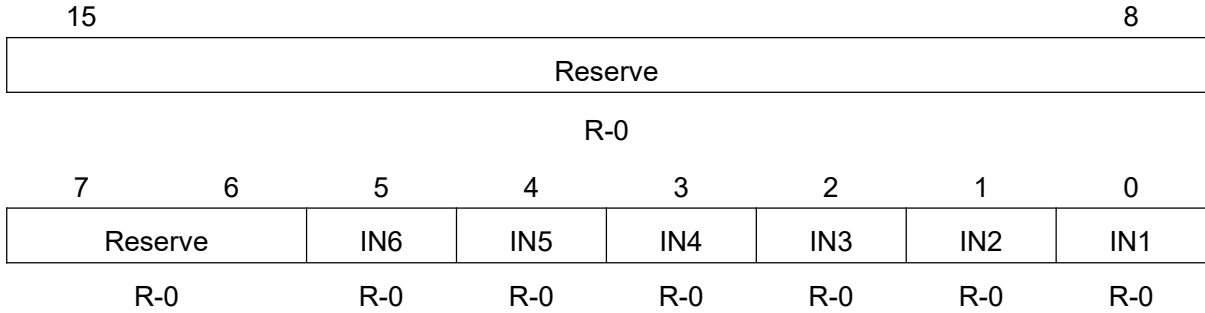 15 8
Reserve
R-0
7 6 5 4 3 2 1 0
Reserve IN6 IN5 IN4 IN3 IN2 IN1
R-0 R-0 R-0 R-0 R-0 R-0 R-0